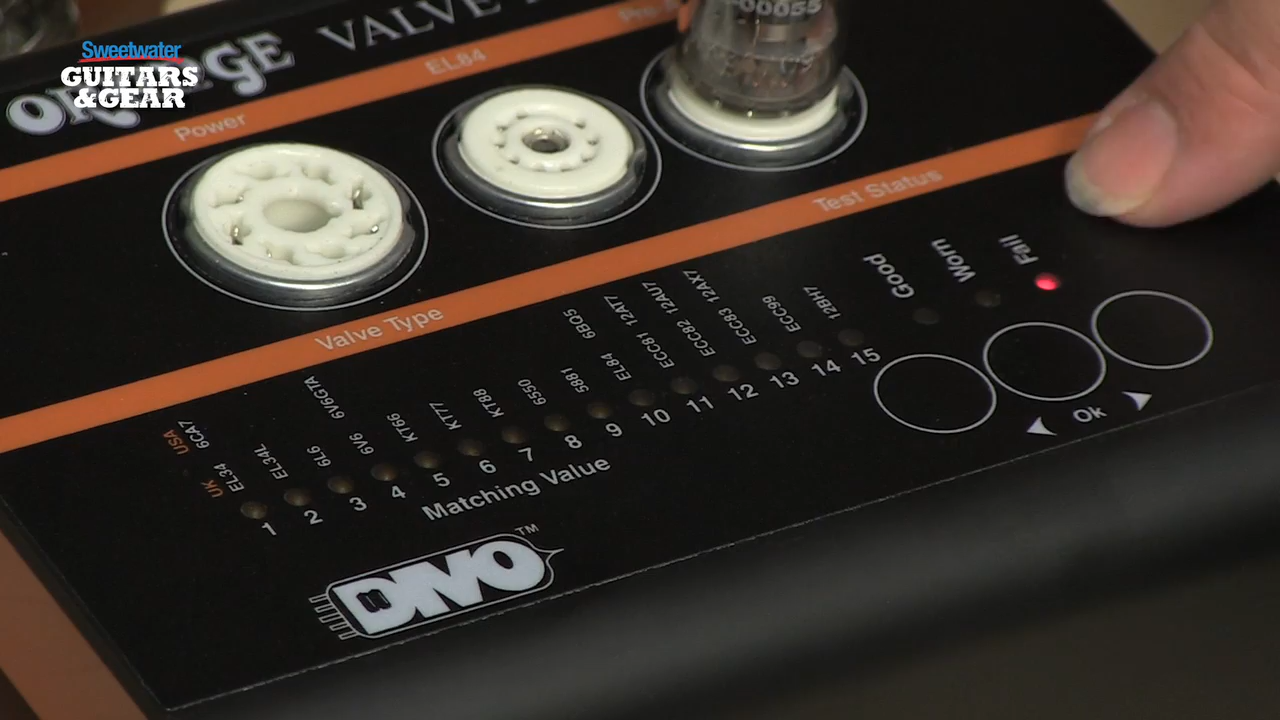 Sweetwater
GUITARS
&GEAR
VALVE
00055
Power
EL84
Valve Type
Test Status
USA 6CA7 6V6GTA 6BQ5 12AT7 12AU7 12AX7
UK EL34 EL34L 6L6 6V6 KT66 KT77 KT88 6550 5881 EL84 ECC81 ECC82 ECC83 ECC99 12BH7
Good Worn Fail
1 2 3 4 5 6 7 8 9 10 11 12 13 14 15
Matching Value
Ok
DIVO™